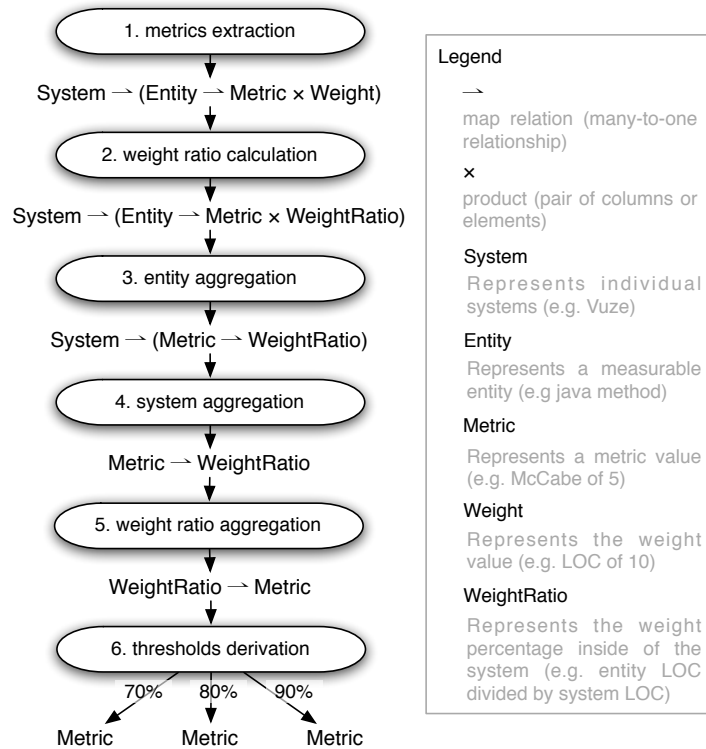 1. metrics extraction
System ⇀ (Entity ⇀ Metric × Weight)
2. weight ratio calculation
System ⇀ (Entity ⇀ Metric × WeightRatio)
3. entity aggregation
System ⇀ (Metric ⇀ WeightRatio)
4. system aggregation
Metric ⇀ WeightRatio
5. weight ratio aggregation
WeightRatio ⇀ Metric
6. thresholds derivation
70% 80% 90%
Metric Metric Metric
Legend
⇀
map relation (many-to-one
relationship)
×
product (pair of columns or
elements)
System
Represents individual
systems (e.g. Vuze)
Entity
Represents a measurable
entity (e.g java method)
Metric
Represents a metric value
(e.g. McCabe of 5)
Weight
Represents the weight
value (e.g. LOC of 10)
WeightRatio
Represents the weight
percentage inside of the
system (e.g. entity LOC
divided by system LOC)